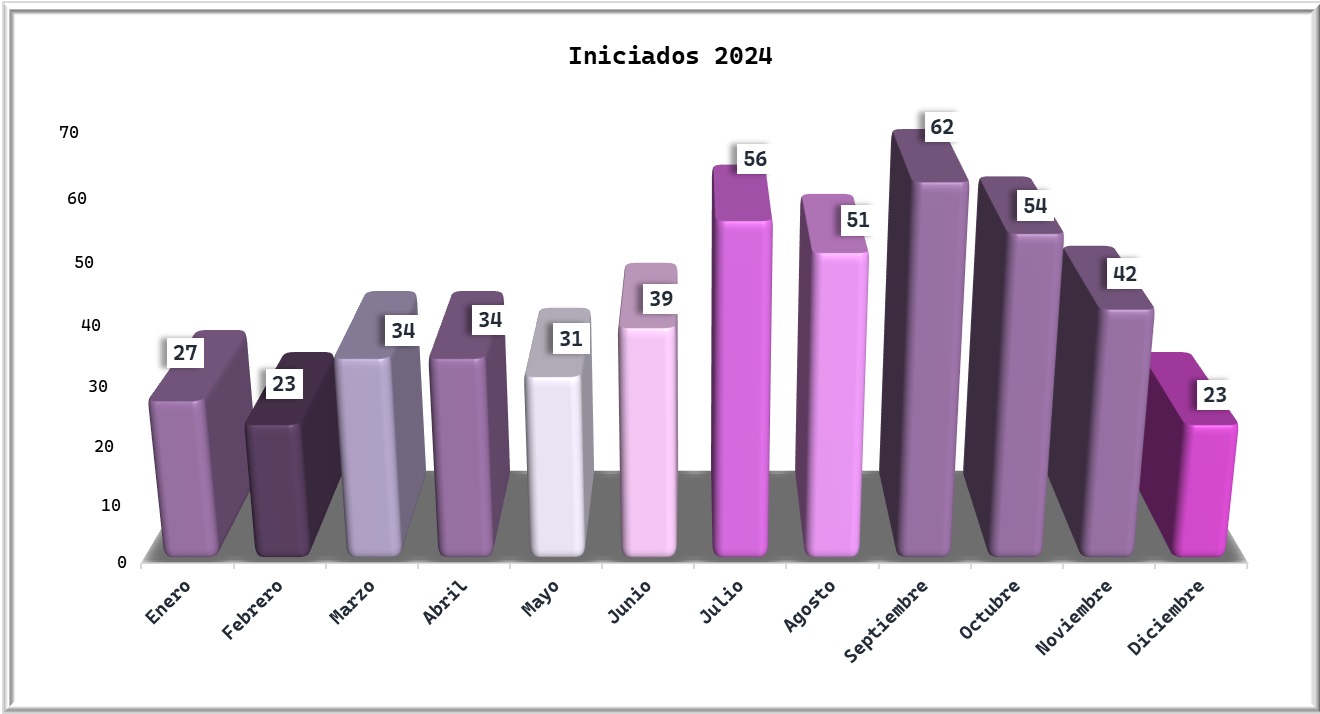 Iniciados 2024
70
60
50
40
30
20
10
0
27
23
34
34
31
39
56
51
62
54
42
23
Enero
Febrero
Marzo
Abril
Mayo
Junio
Julio
Agosto
Septiembre
Octubre
Noviembre
Diciembre